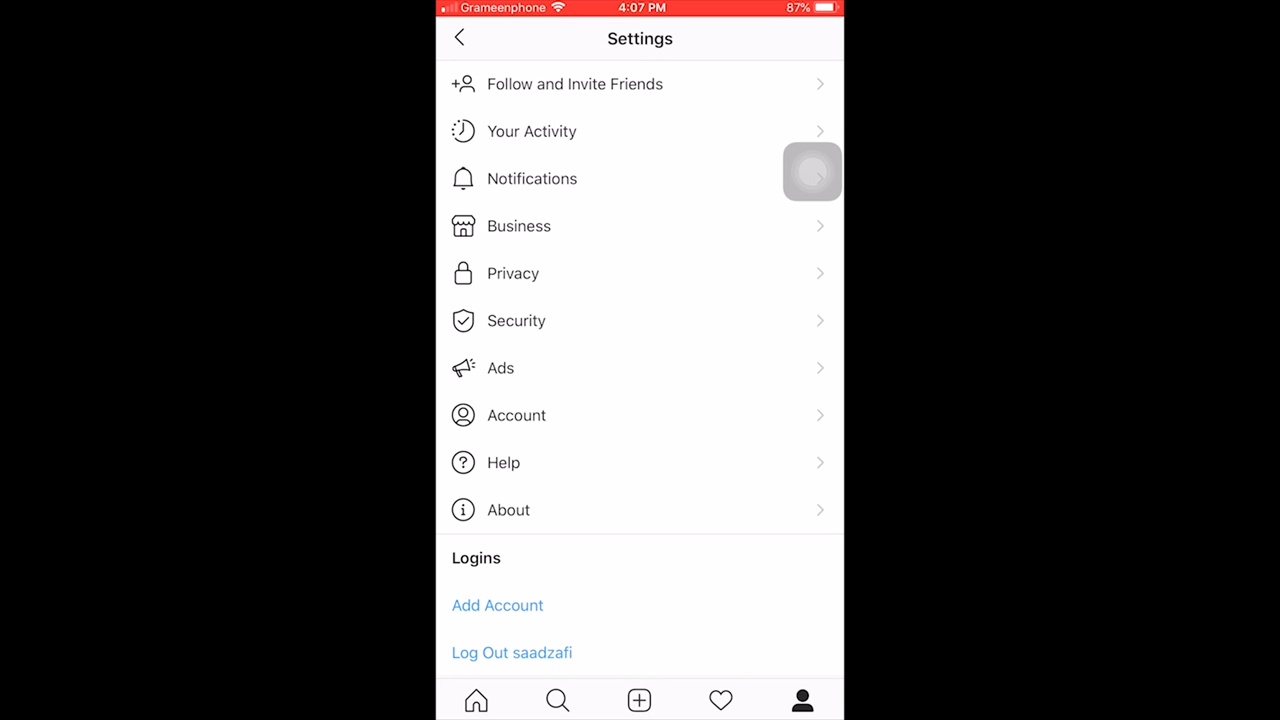 Grameenphone 4:07 PM 87%
Settings
Follow and Invite Friends
Your Activity
Notifications
Business
Privacy
Security
Ads
Account
Help
About
Logins
Add Account
Log Out saadzafi